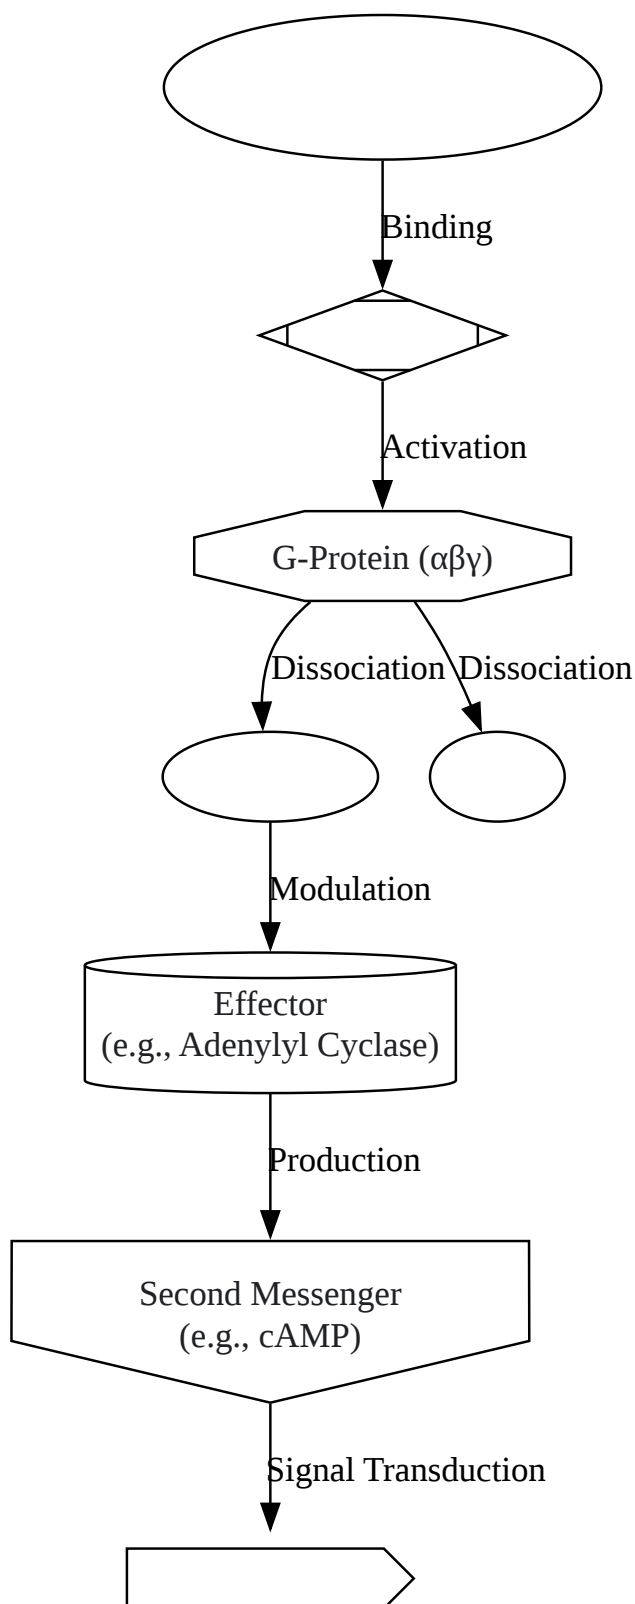 Binding
Activation
G-Protein (αβγ)
Dissociation
Dissociation
Modulation
Effector
(e.g., Adenylyl Cyclase)
Production
Second Messenger
(e.g., cAMP)
Signal Transduction